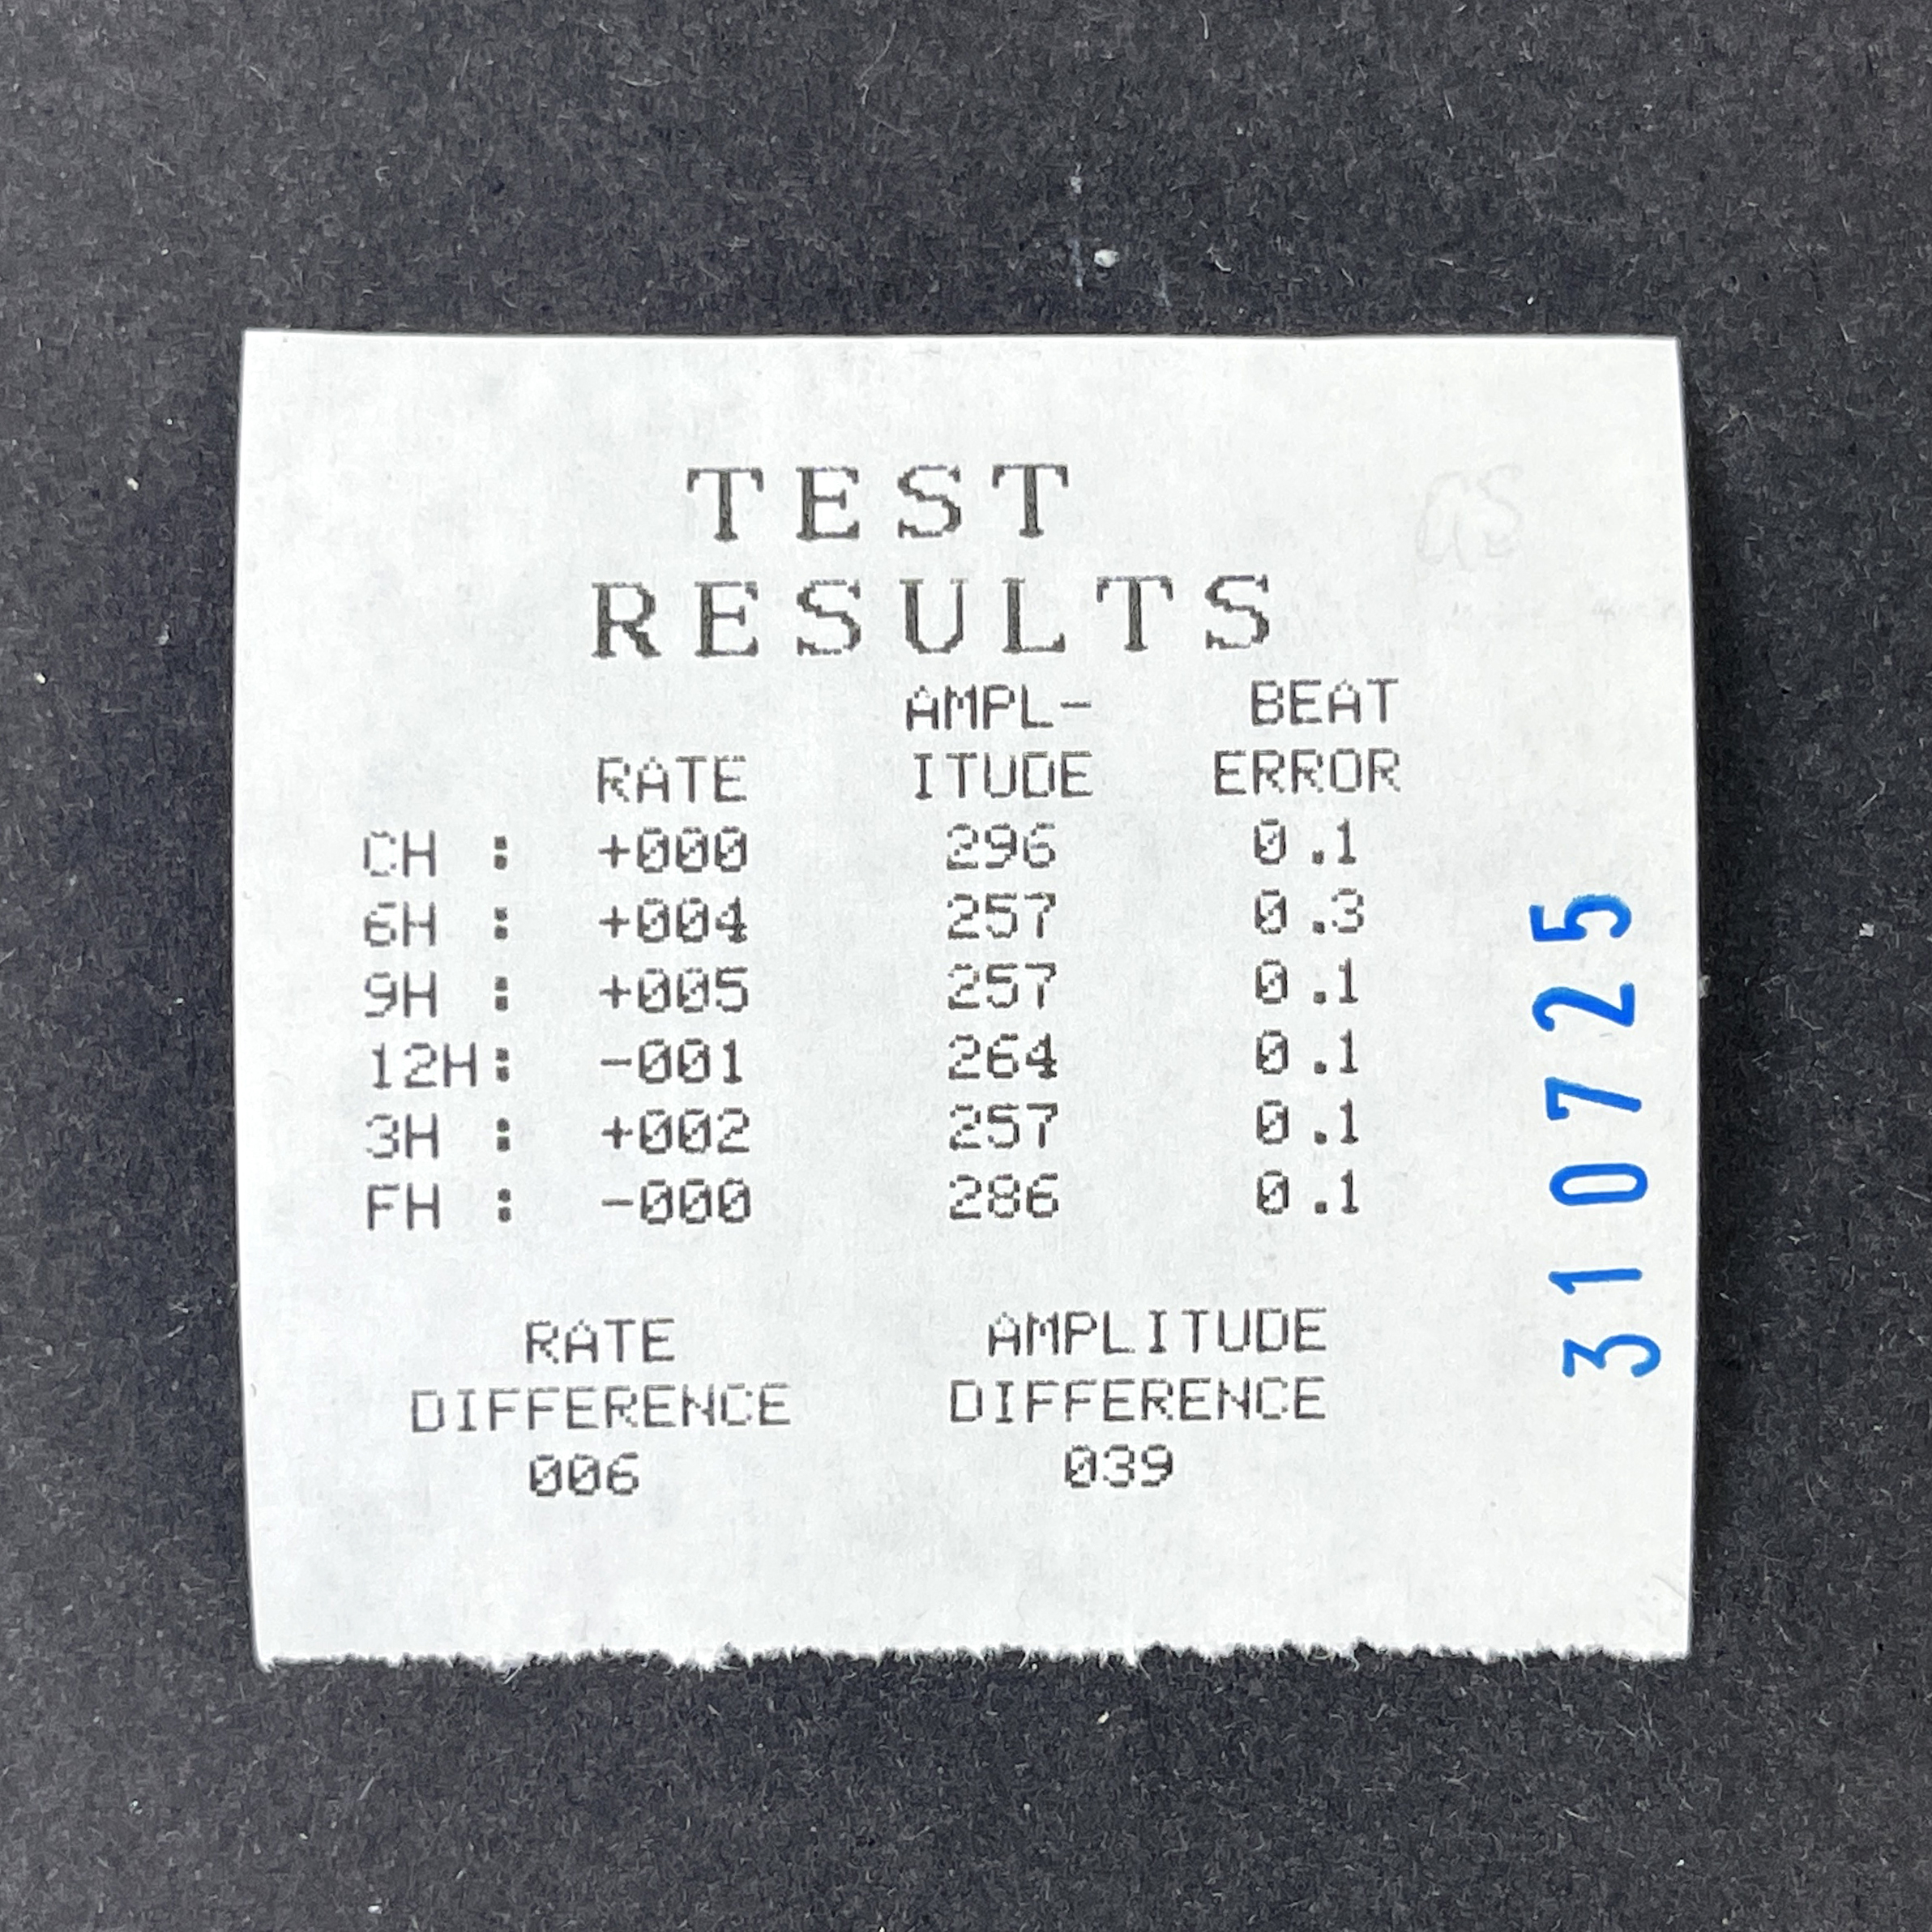 TEST
RESULTS
AMPL- BEAT
RATE ITUDE ERROR
CH : +000 296 0.1
6H : +004 257 0.3
9H : +005 257 0.1
12H: -001 264 0.1
3H : +002 257 0.1
FH : -000 286 0.1
RATE AMPLITUDE
DIFFERENCE DIFFERENCE
006 039
310725